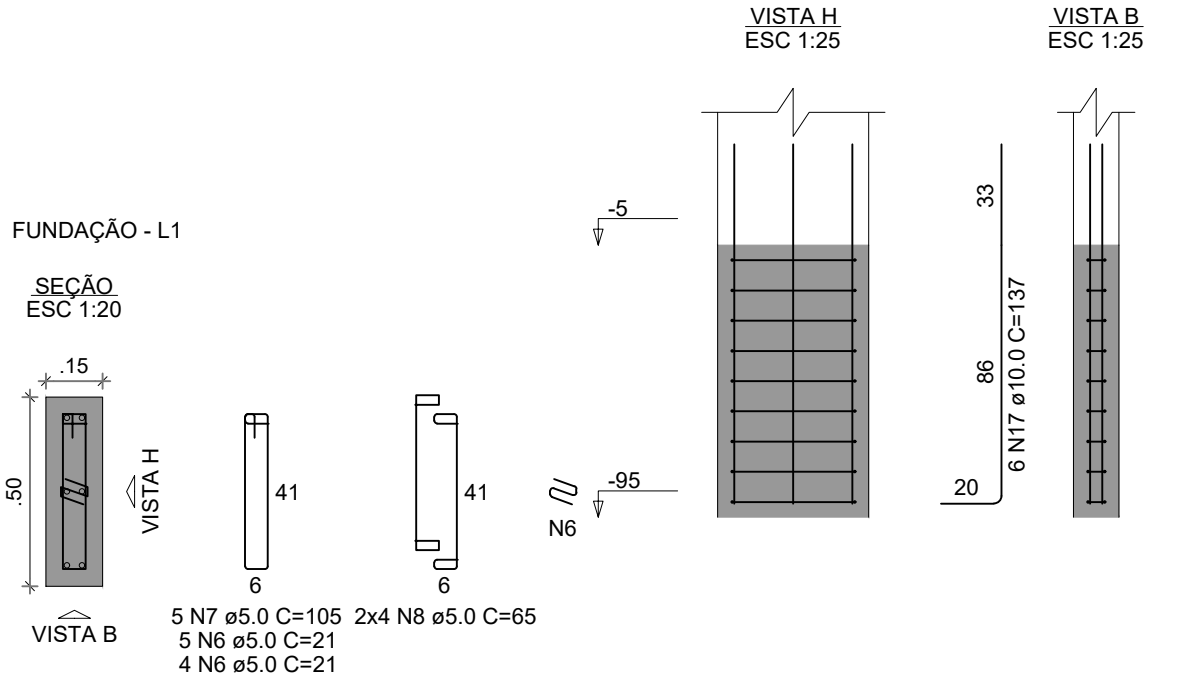 VISTA H
ESC 1:25
VISTA B
ESC 1:25
FUNDAÇÃO - L1
SEÇÃO
ESC 1:20
.15
.50
VISTA H
VISTA B
41
6
5 N7 ø5.0 C=105
5 N6 ø5.0 C=21
4 N6 ø5.0 C=21
41
6
2x4 N8 ø5.0 C=65
N6
-5
-95
33
86
6 N17 ø10.0 C=137
20